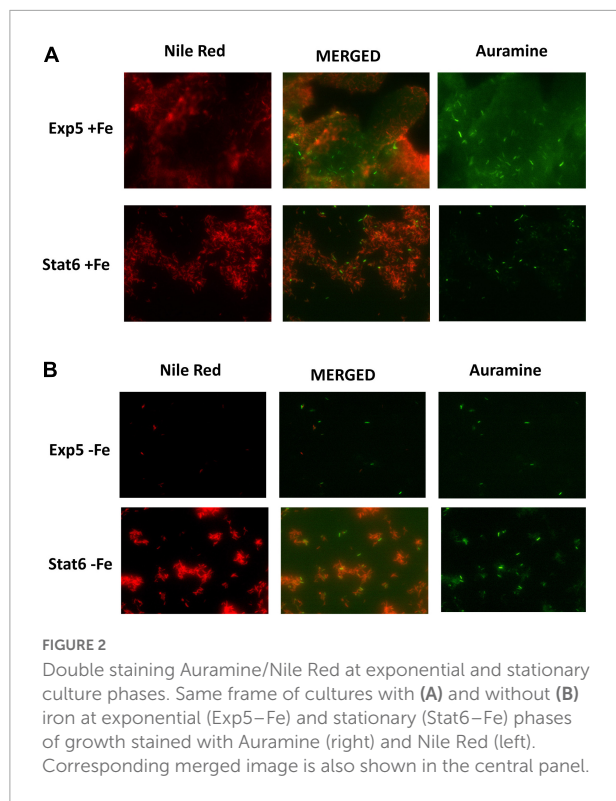 A
Nile Red MERGED Auramine
Exp5 +Fe
Stat6 +Fe
B
Nile Red MERGED Auramine
Exp5 -Fe
Stat6 -Fe
FIGURE 2
Double staining Auramine/Nile Red at exponential and stationary
culture phases. Same frame of cultures with (A) and without (B)
iron at exponential (Exp5–Fe) and stationary (Stat6–Fe) phases
of growth stained with Auramine (right) and Nile Red (left).
Corresponding merged image is also shown in the central panel.